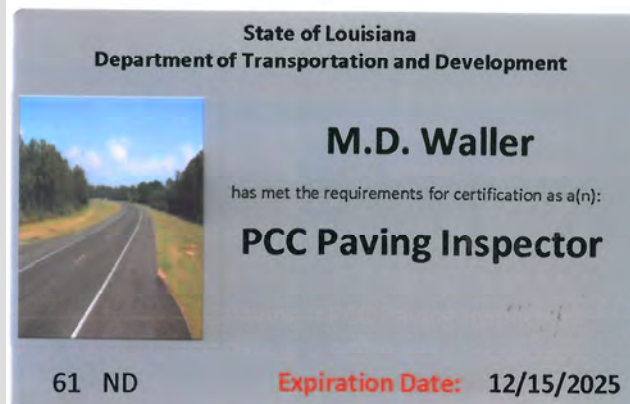 State of Louisiana
Department of Transportation and Development
M.D. Waller
has met the requirements for certification as a(n):
PCC Paving Inspector
61 ND
Expiration Date: 12/15/2025